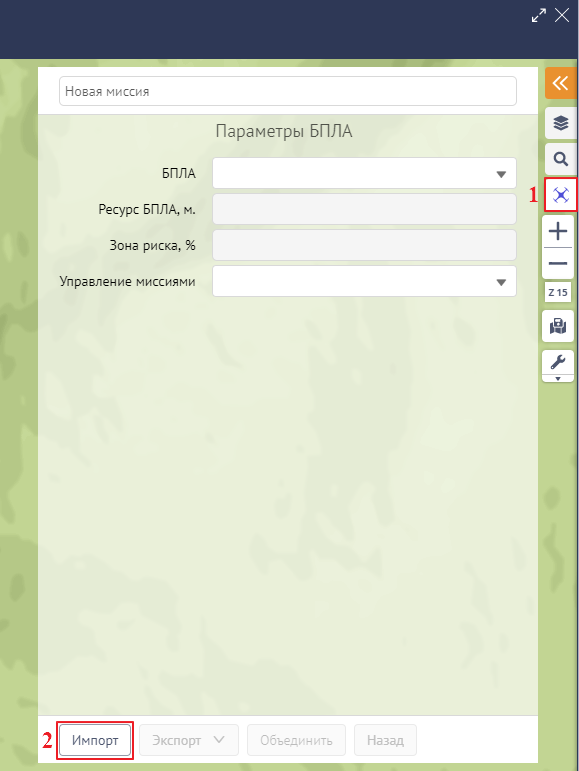 Новая миссия
Параметры БПЛА
БПЛА
Ресурс БПЛА, м.
1
Зона риска, %
Управление миссиями
Z 15
2 Импорт Экспорт Объединить Назад